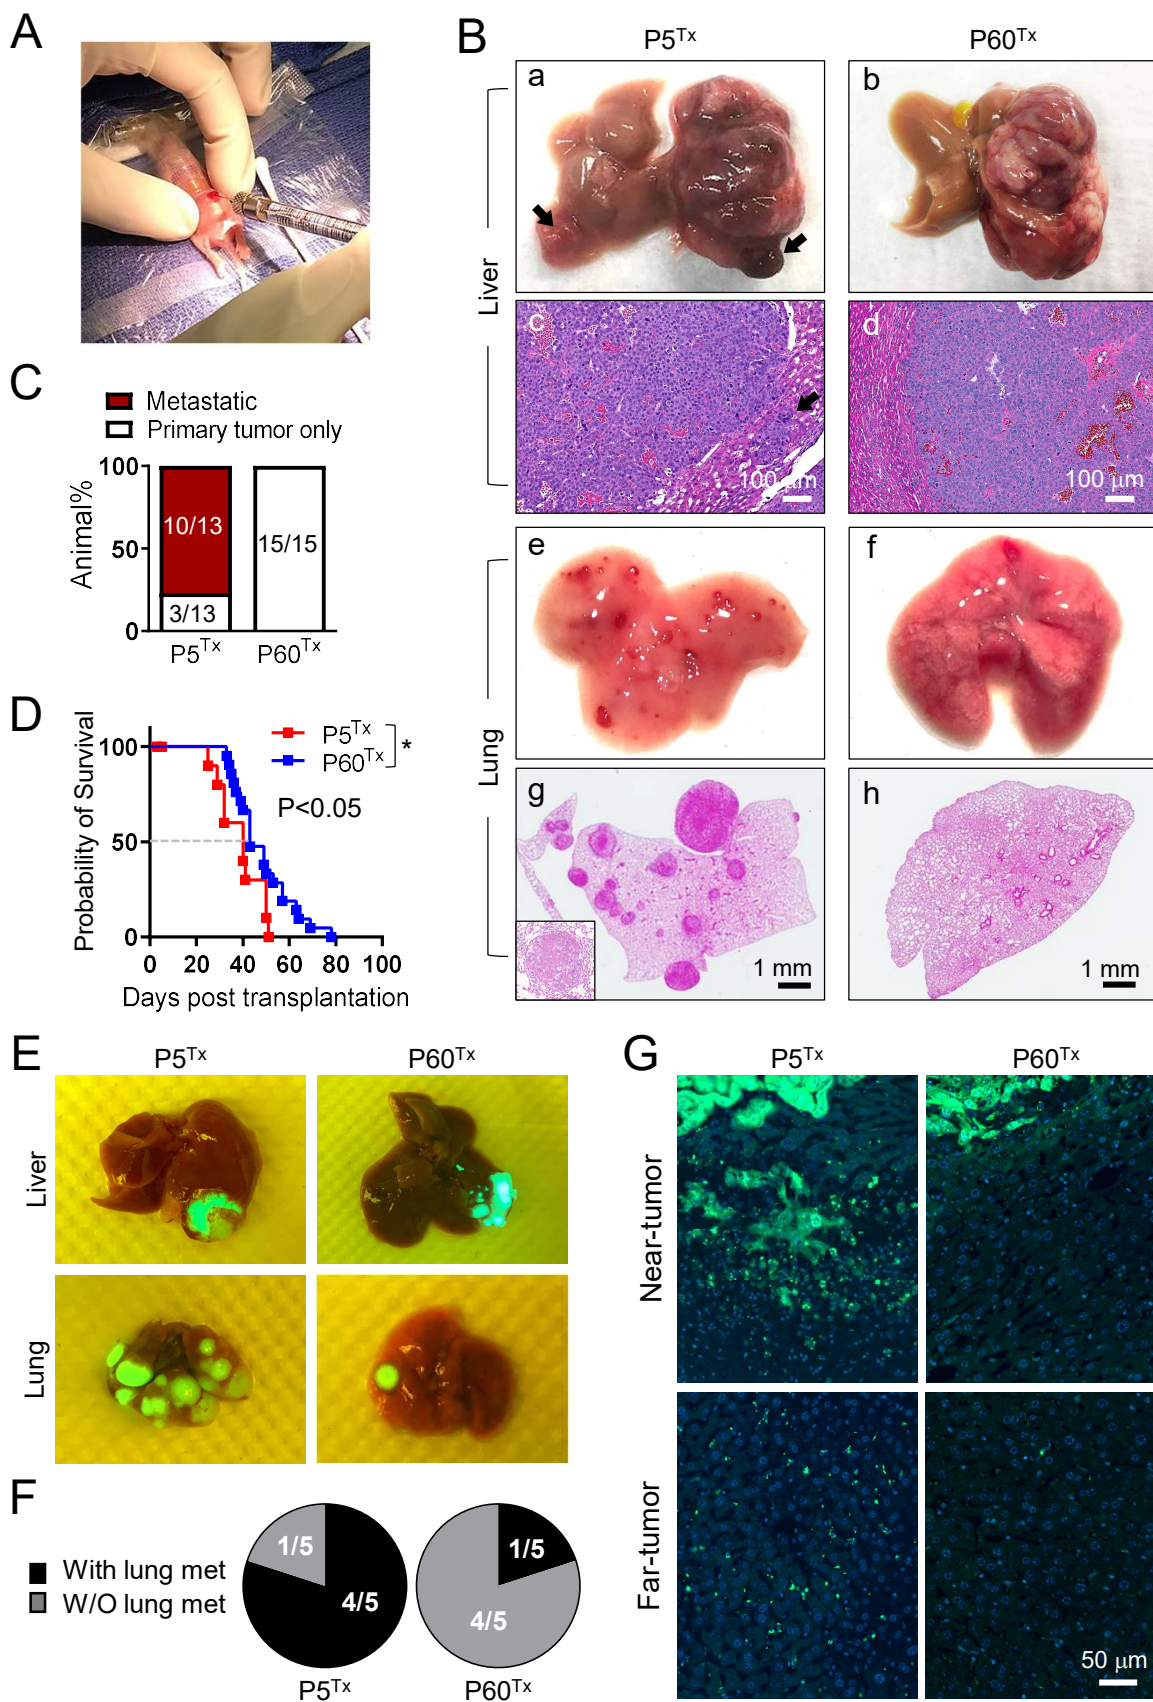 A
B
P5Tx
P60Tx
a
b
Liver
c
d
100 μm
100 μm
C
Metastatic
Primary tumor only
Animal%
100
50
0
10/13
3/13
15/15
P5Tx
P60Tx
e
f
Lung
g
h
1 mm
1 mm
D
Probability of Survival
100
50
0
P5Tx
P60Tx
*
P<0.05
0 20 40 60 80 100
Days post transplantation
E
P5Tx
P60Tx
Liver
Lung
F
With lung met
W/O lung met
1/5
4/5
1/5
4/5
P5Tx
P60Tx
G
P5Tx
P60Tx
Near-tumor
Far-tumor
50 μm